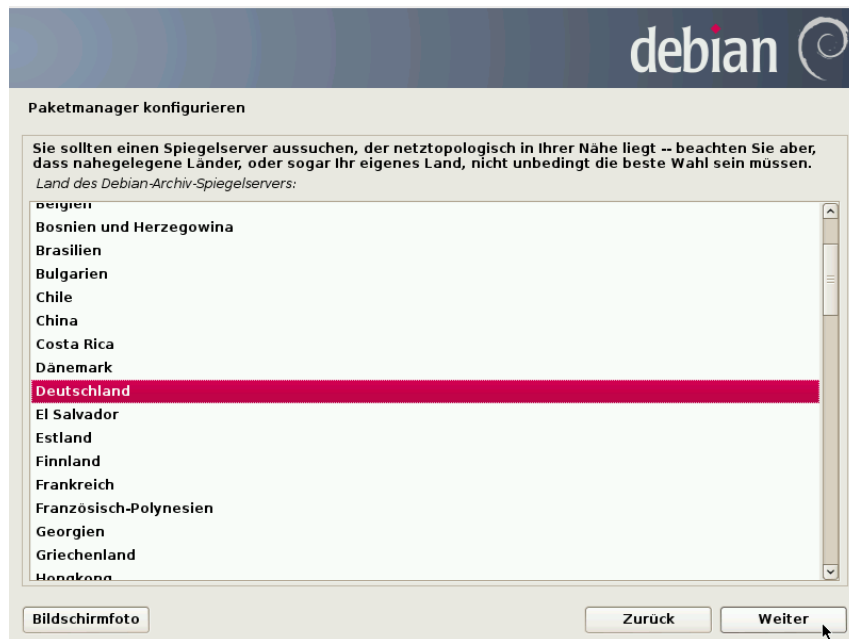 debian
Paketmanager konfigurieren
Sie sollten einen Spiegelserver aussuchen, der netztopologisch in Ihrer Nähe liegt -- beachten Sie aber,
dass nahegelegene Länder, oder sogar Ihr eigenes Land, nicht unbedingt die beste Wahl sein müssen.
Land des Debian-Archiv-Spiegelservers:
Belgien
Bosnien und Herzegowina
Brasilien
Bulgarien
Chile
China
Costa Rica
Dänemark
Deutschland
El Salvador
Estland
Finnland
Frankreich
Französisch-Polynesien
Georgien
Griechenland
Hongkong
Bildschirmfoto
Zurück
Weiter